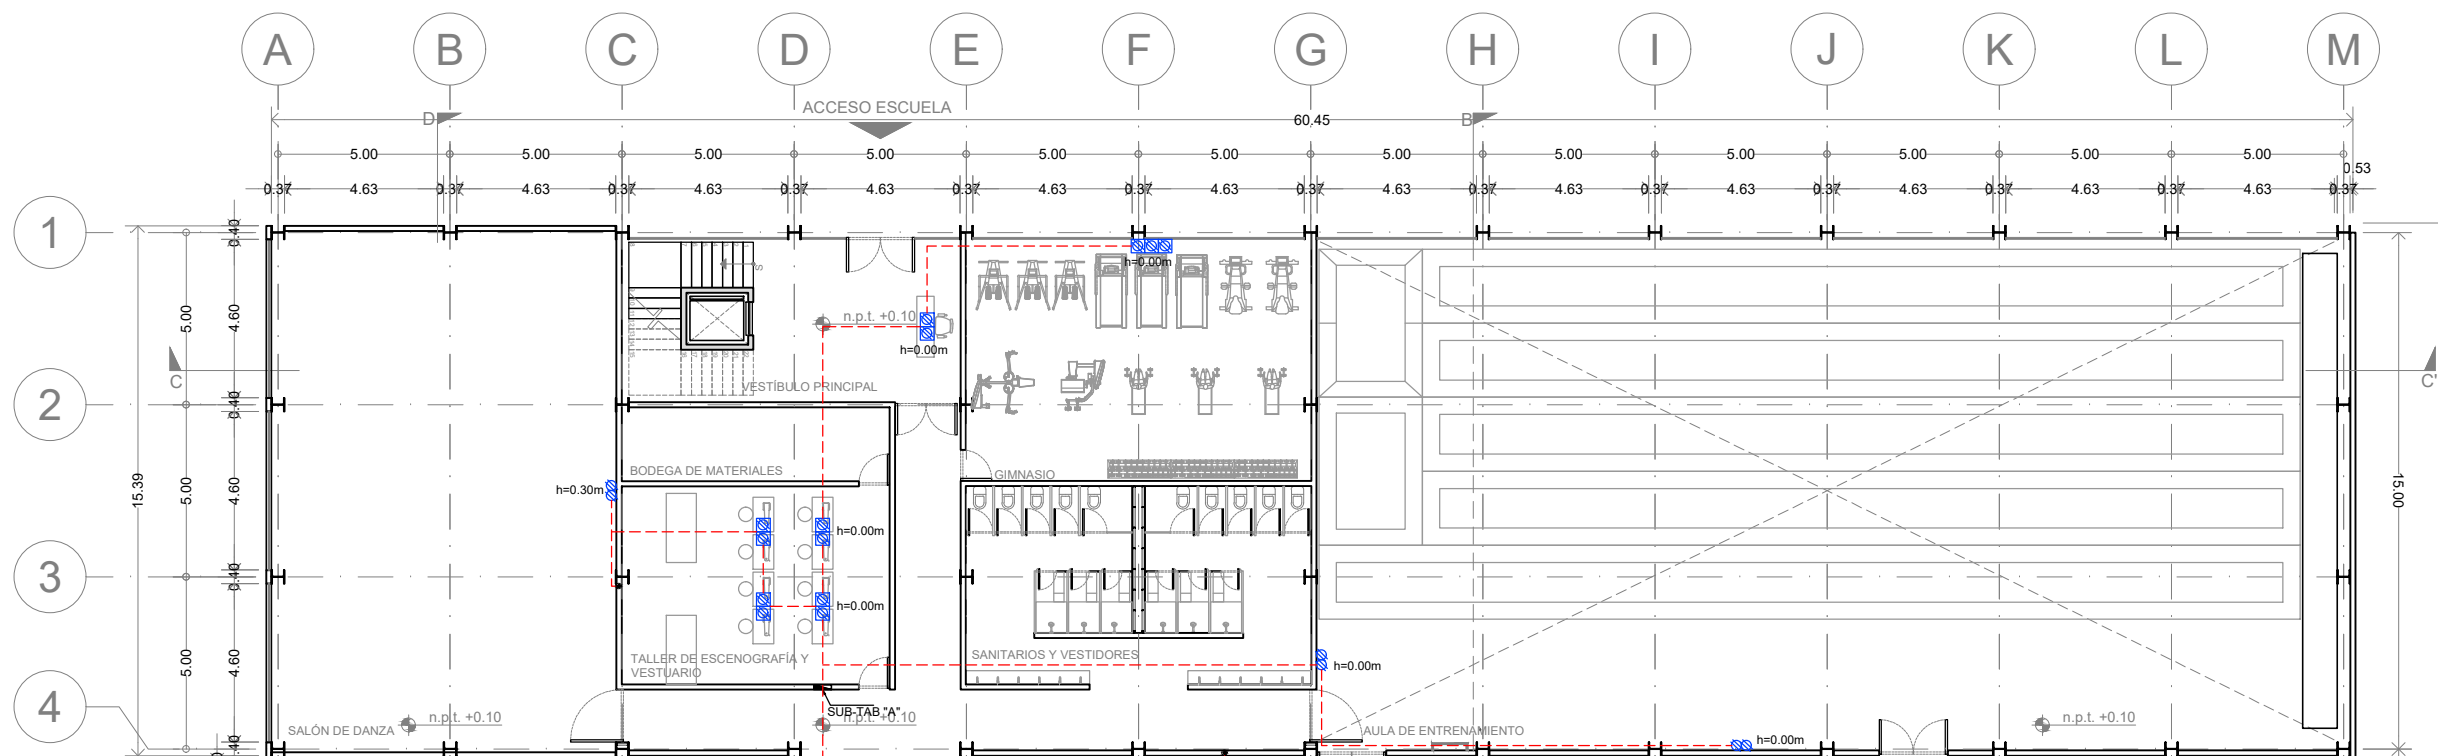 A B C D E F G H I J K L M
ACCESO ESCUELA
D
60.45
B
5.00 5.00 5.00 5.00 5.00 5.00 5.00 5.00 5.00 5.00 5.00 5.00
0.53
0.37 4.63 0.37 4.63 0.37 4.63 0.37 4.63 0.37 4.63 0.37 4.63 0.37 4.63 0.37 4.63 0.37 4.63 0.37 4.63 0.37 4.63 0.37 4.63 0.37
1
0.40
h=0.00m
S
5.00
4.60
n.p.t. +0.10
h=0.00m
C
C'
VESTÍBULO PRINCIPAL
2
0.40
BODEGA DE MATERIALES
GIMNASIO
15.39
5.00
4.60
h=0.30m
15.00
h=0.00m
3
0.40
h=0.00m
5.00
4.60
TALLER DE ESCENOGRAFÍA Y
VESTUARIO
SANITARIOS Y VESTIDORES
h=0.00m
4
SUB-TAB "A"
n.p.t. +0.10
n.p.t. +0.10
n.p.t. +0.10
SALÓN DE DANZA
AULA DE ENTRENAMIENTO
h=0.00m
.40